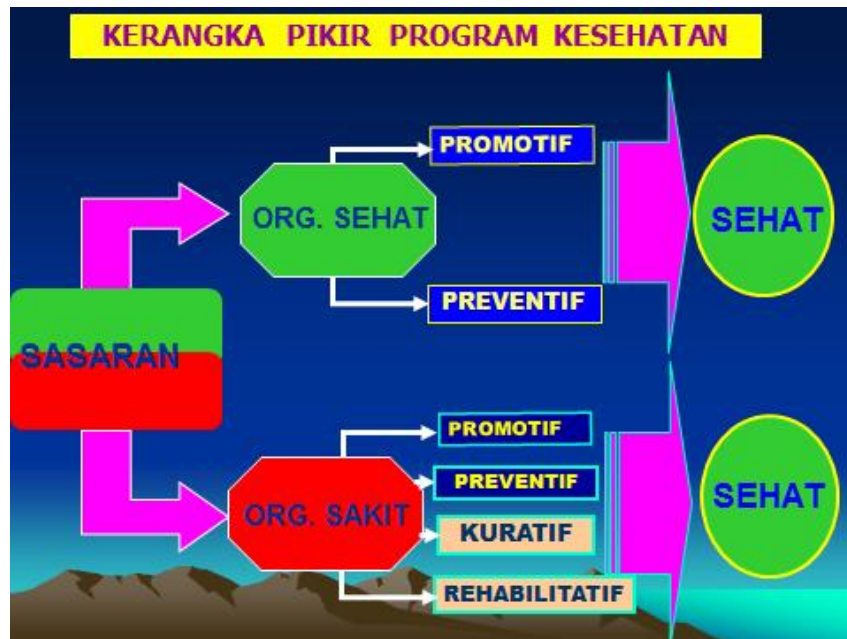 KERANGKA PIKIR PROGRAM KESEHATAN
SASARAN
ORG. SEHAT
PROMOTIF
PREVENTIF
SEHAT
ORG. SAKIT
PROMOTIF
PREVENTIF
KURATIF
REHABILITATIF
SEHAT